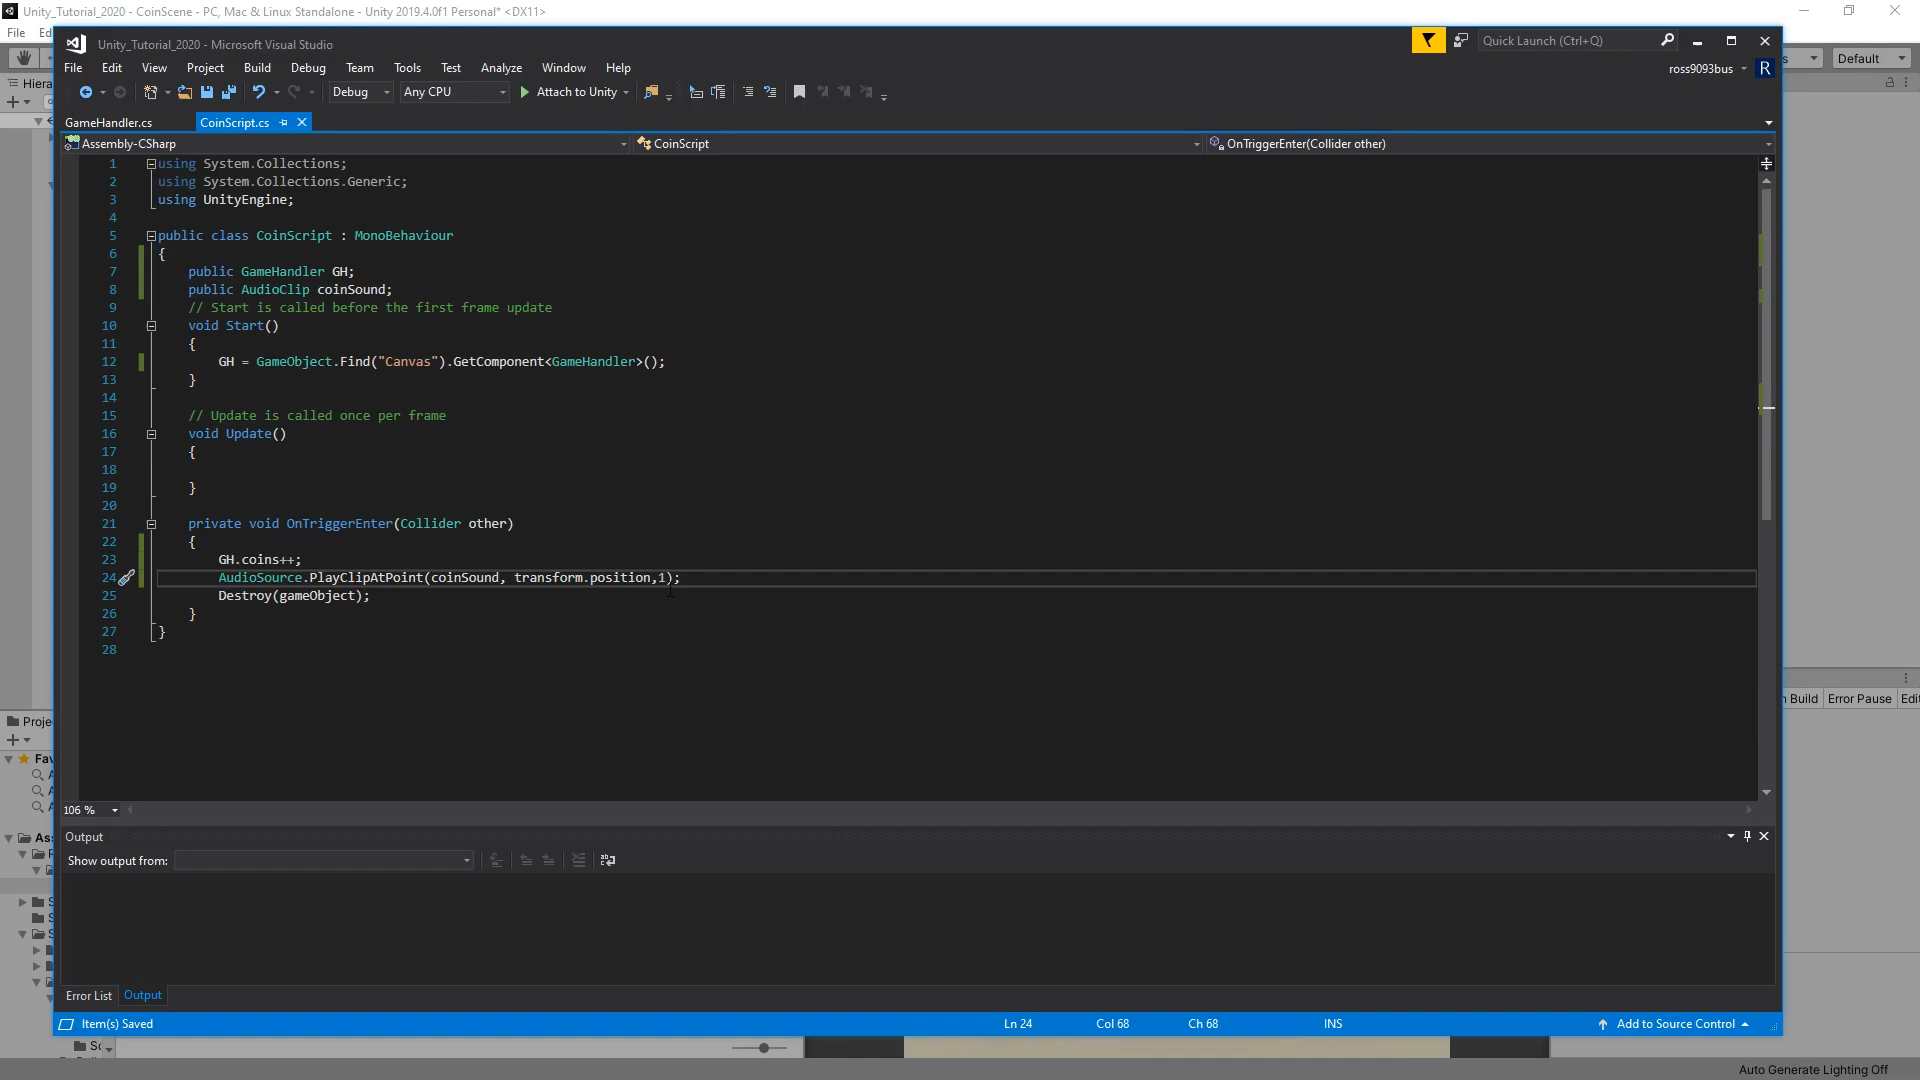 Unity_Tutorial_2020 - CoinScene - PC, Mac & Linux Standalone - Unity 2019.4.0f1 Personal* <DX11>
File Ed
Unity_Tutorial_2020 - Microsoft Visual Studio
Quick Launch (Ctrl+Q)
File Edit View Project Build Debug Team Tools Test Analyze Window Help
ross9093bus R
Default
Hiera
Debug Any CPU Attach to Unity
GameHandler.cs CoinScript.cs
Assembly-CSharp CoinScript OnTriggerEnter(Collider other)
1 using System.Collections;
2 using System.Collections.Generic;
3 using UnityEngine;
4
5 public class CoinScript : MonoBehaviour
6 {
7 public GameHandler GH;
8 public AudioClip coinSound;
9 // Start is called before the first frame update
10 void Start()
11 {
12 GH = GameObject.Find("Canvas").GetComponent<GameHandler>();
13 }
14
15 // Update is called once per frame
16 void Update()
17 {
18
19 }
20
21 private void OnTriggerEnter(Collider other)
22 {
23 GH.coins++;
24 AudioSource.PlayClipAtPoint(coinSound, transform.position,1);
25 Destroy(gameObject);
26 }
27 }
28
n Build Error Pause Edi
Proje
Fav
Ass
106 %
Output
Show output from:
Error List Output
Item(s) Saved Ln 24 Col 68 Ch 68 INS Add to Source Control
Sc
Auto Generate Lighting Off